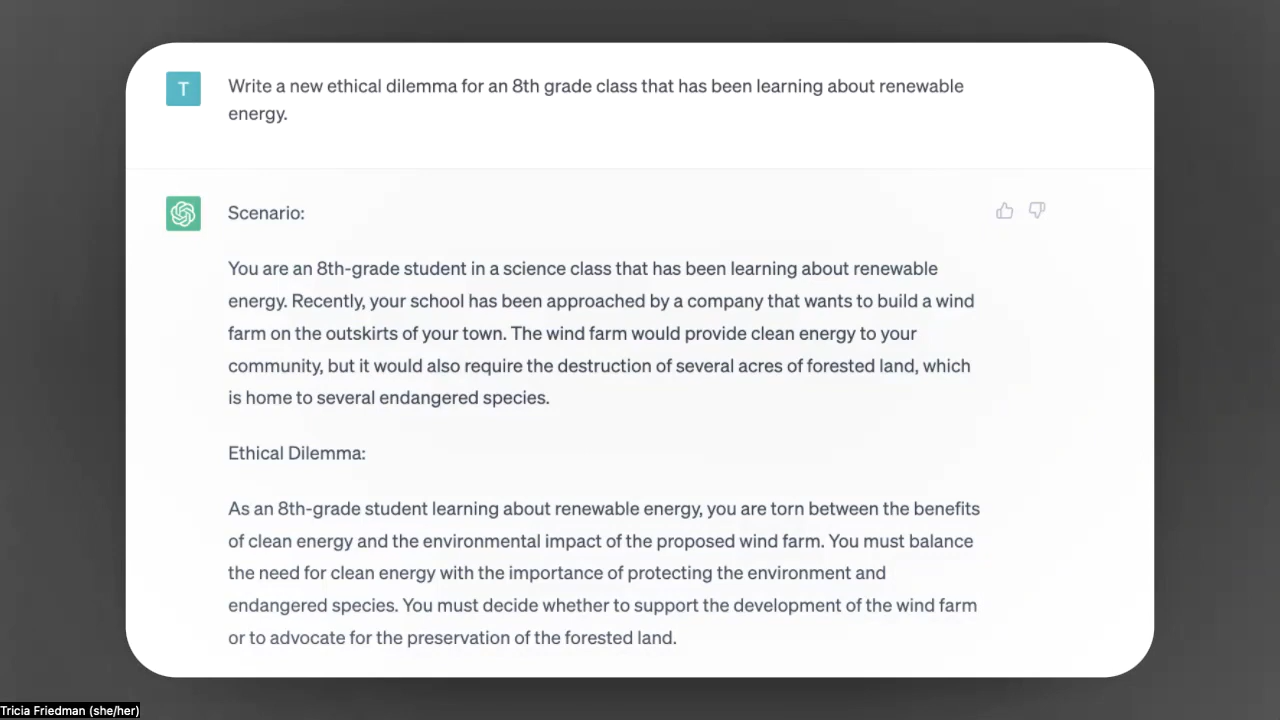 T
Write a new ethical dilemma for an 8th grade class that has been learning about renewable
energy.
Scenario:
You are an 8th-grade student in a science class that has been learning about renewable
energy. Recently, your school has been approached by a company that wants to build a wind
farm on the outskirts of your town. The wind farm would provide clean energy to your
community, but it would also require the destruction of several acres of forested land, which
is home to several endangered species.
Ethical Dilemma:
As an 8th-grade student learning about renewable energy, you are torn between the benefits
of clean energy and the environmental impact of the proposed wind farm. You must balance
the need for clean energy with the importance of protecting the environment and
endangered species. You must decide whether to support the development of the wind farm
or to advocate for the preservation of the forested land.
Tricia Friedman (she/her)